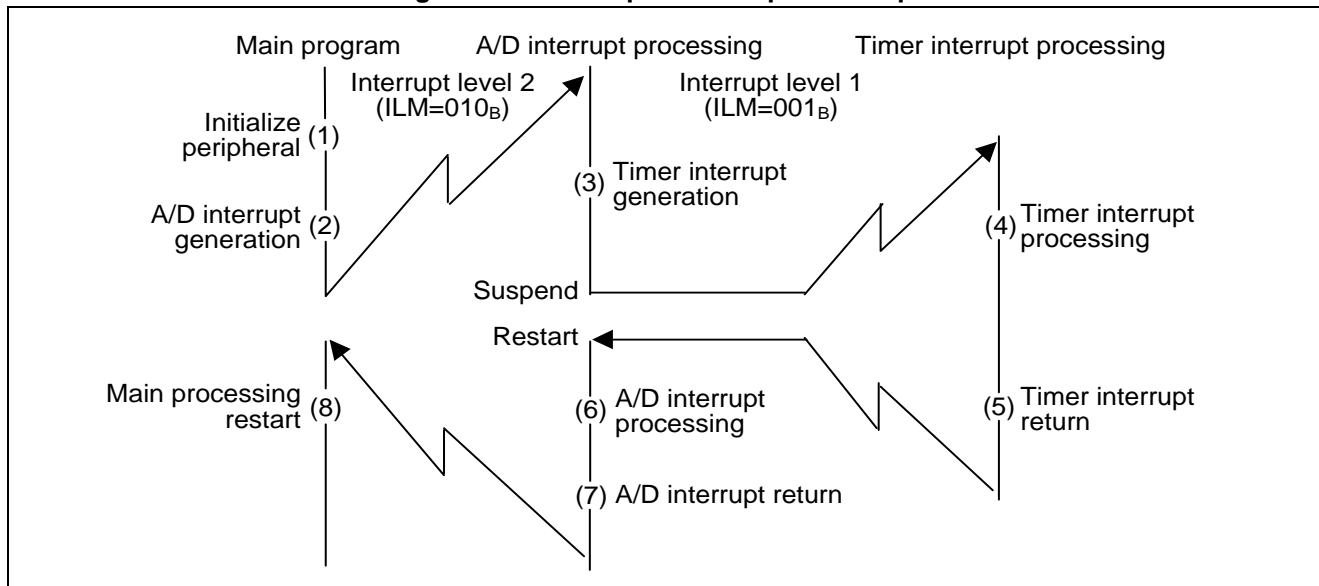 Main program
A/D interrupt processing
Timer interrupt processing
Interrupt level 2
(ILM=010B)
Interrupt level 1
(ILM=001B)
Initialize
peripheral
(1)
A/D interrupt
generation
(2)
(3)
Timer interrupt
generation
(4)
Timer interrupt
processing
Suspend
Restart
Main processing
restart
(8)
(6)
A/D interrupt
processing
(5)
Timer interrupt
return
(7) A/D interrupt return